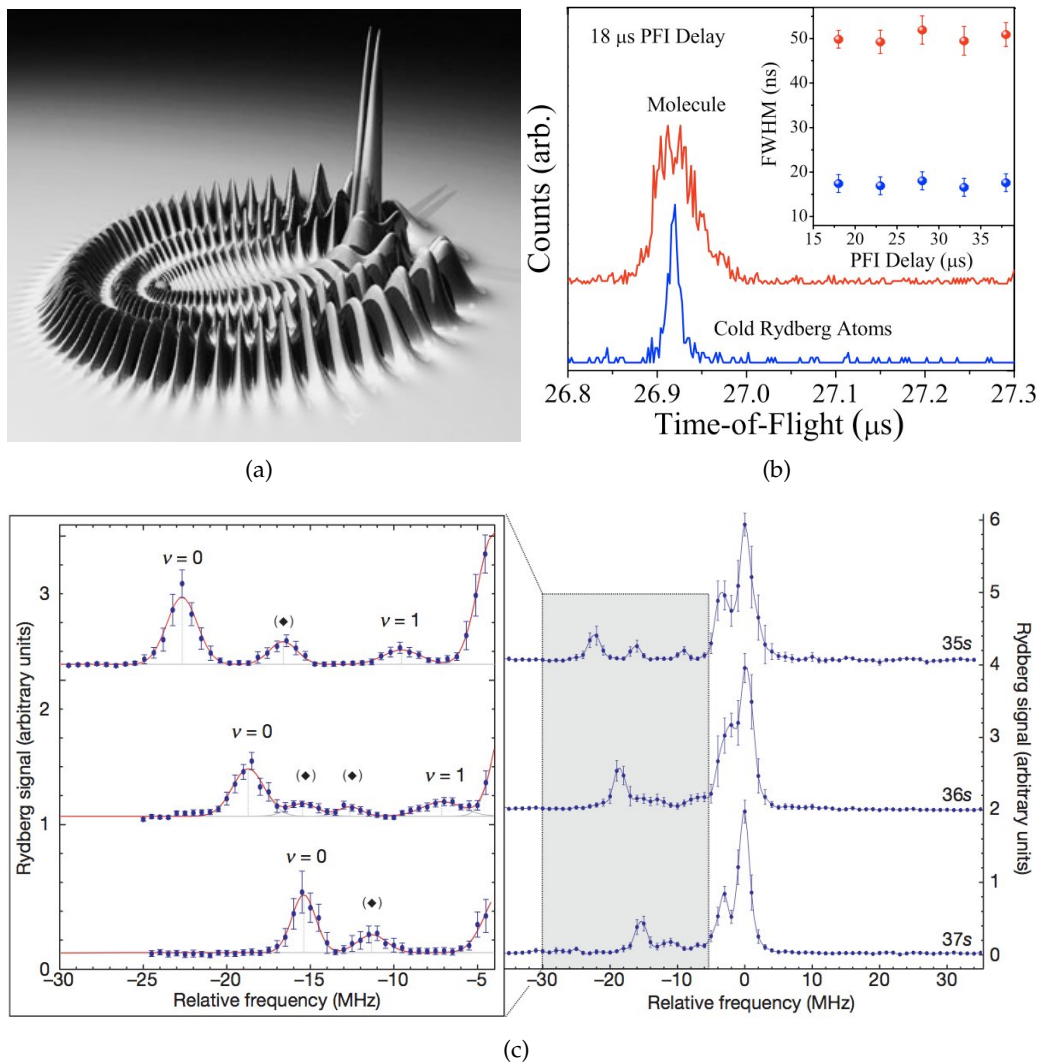 18 μs PFI Delay
Molecule
Cold Rydberg Atoms
Counts (arb.)
26.8 26.9 27.0 27.1 27.2 27.3
Time-of-Flight (μs)
FWHM (ns)
50
40
30
20
10
15 20 25 30 35
PFI Delay (μs)
(a)
(b)
Rydberg signal (arbitrary units)
3
2
1
0
ν = 0
(◆)
ν = 1
ν = 0
(◆)
(◆)
ν = 1
ν = 0
(◆)
−30 −25 −20 −15 −10 −5
Relative frequency (MHz)
35s
36s
37s
6
5
4
3
2
1
0
Rydberg signal (arbitrary units)
−30 −20 −10 0 10 20 30
Relative frequency (MHz)
(c)